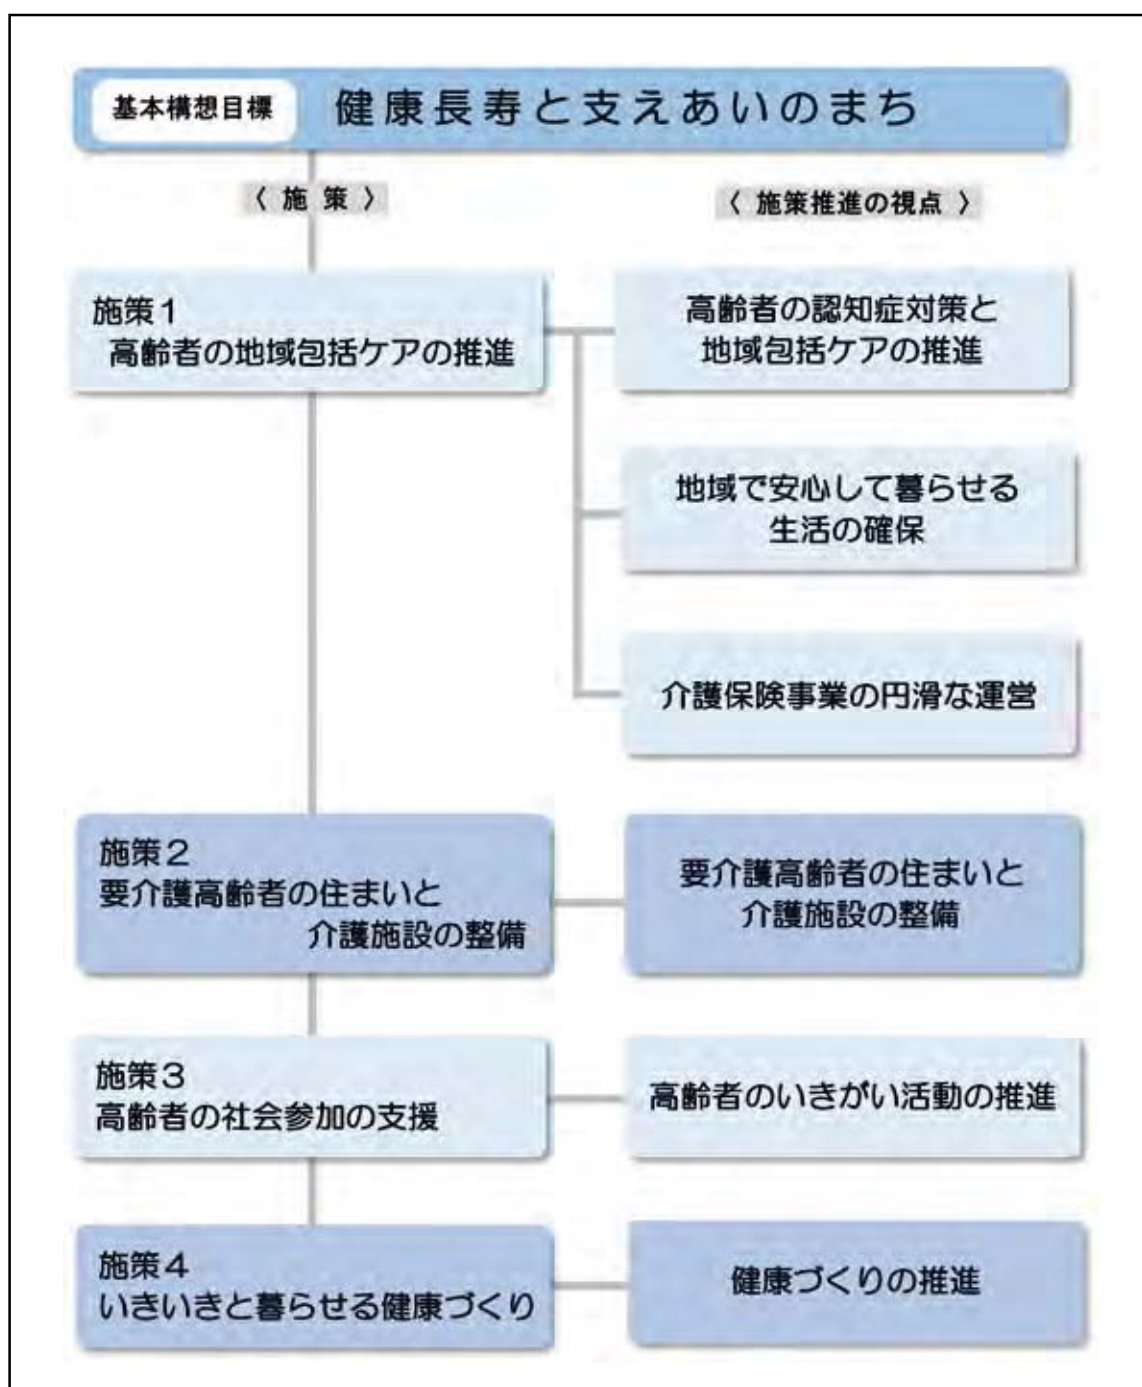 基本構想目標 健康長寿と支えあいのまち
〈 施 策 〉
〈 施策推進の視点 〉
施策１
高齢者の地域包括ケアの推進
高齢者の認知症対策と
地域包括ケアの推進
地域で安心して暮らせる
生活の確保
介護保険事業の円滑な運営
施策２
要介護高齢者の住まいと
介護施設の整備
要介護高齢者の住まいと
介護施設の整備
施策３
高齢者の社会参加の支援
高齢者のいきがい活動の推進
施策４
いきいきと暮らせる健康づくり
健康づくりの推進